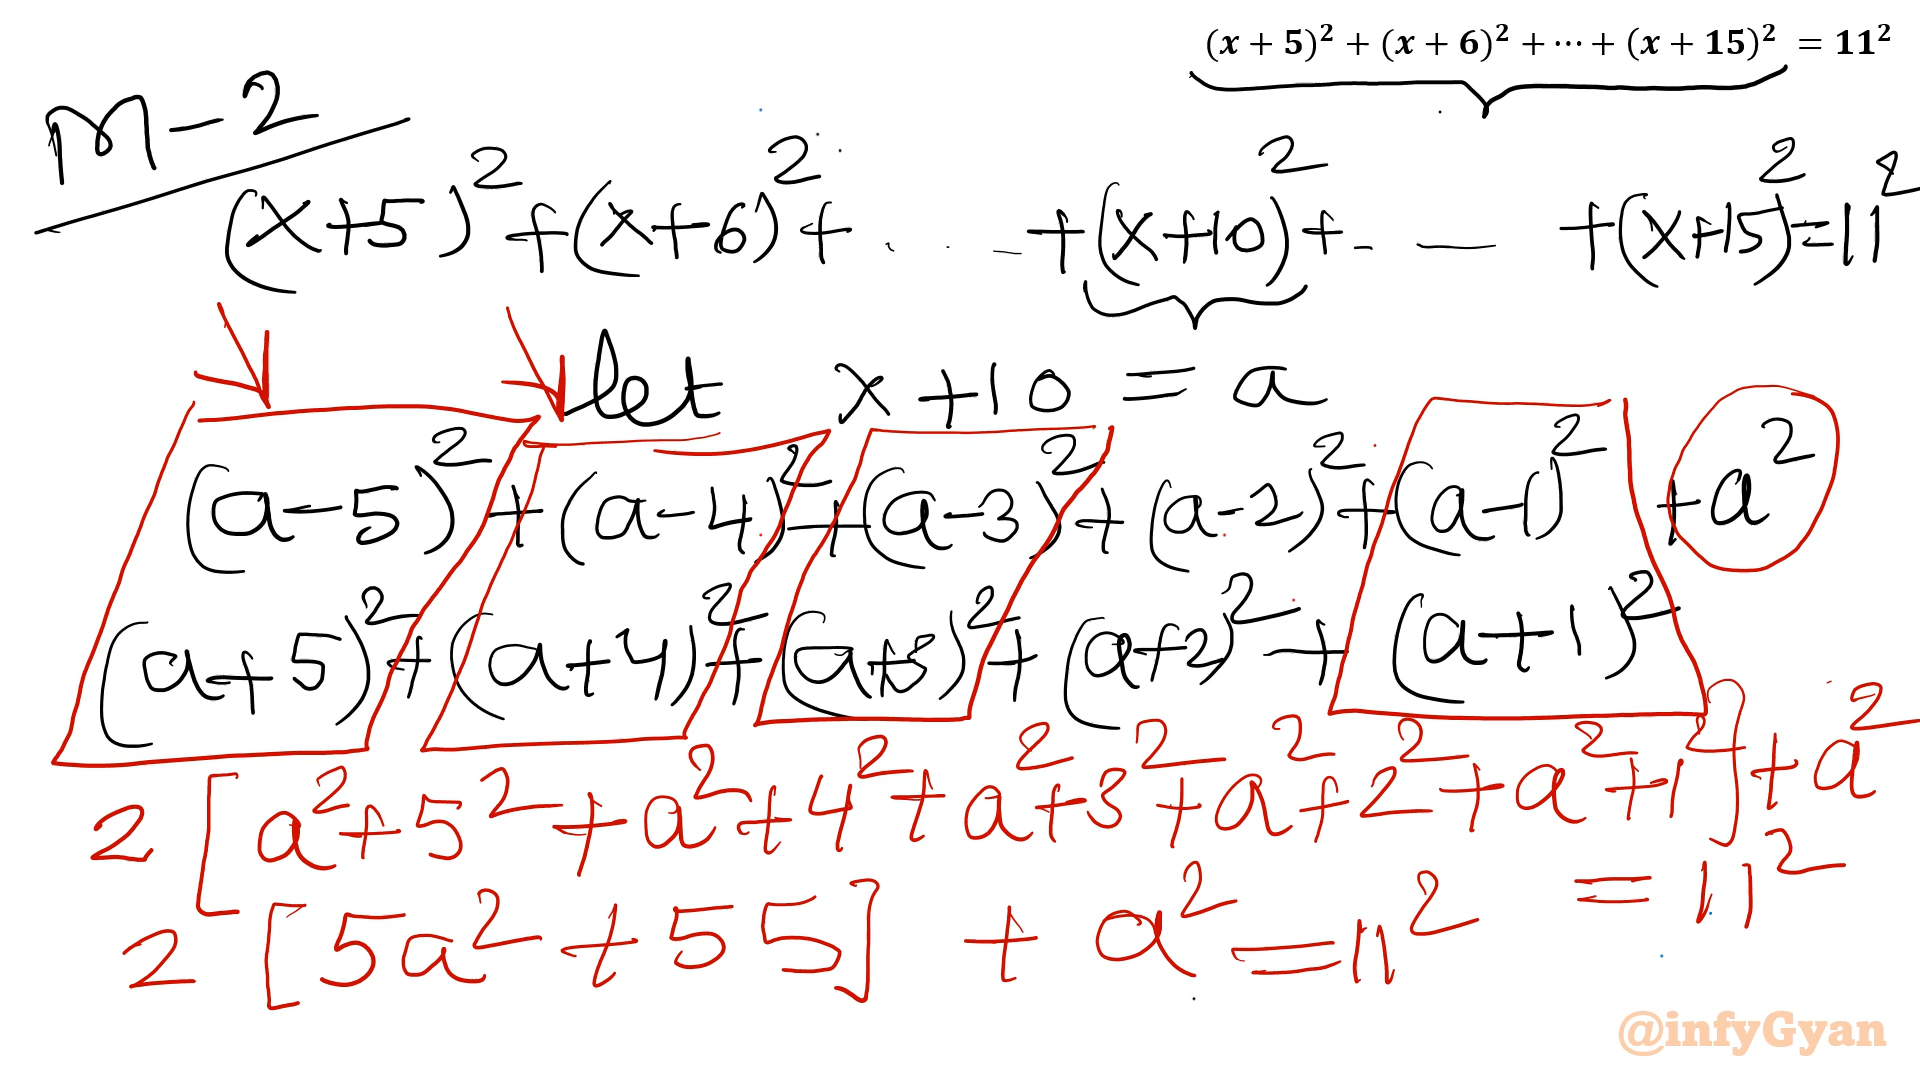 (x + 5)² + (x + 6)² + ⋯ + (x + 15)² = 11²
M-2
(x+5)² + (x+6)² + . . - + (x+10)² + - — + (x+15)² = 11²
let x+10 = a
(a-5)² + (a-4)² + (a-3)² + (a-2)² + (a-1)² + a²
(a+5)² + (a+4)² + (a+3)² + (a+2)² + (a+1)²
2 [a²+5² + a²+4² + a²+3² + a²+2² + a²+1²] + a²
= 11²
2 [5a² + 55] + a² = 11²
@infyGyan